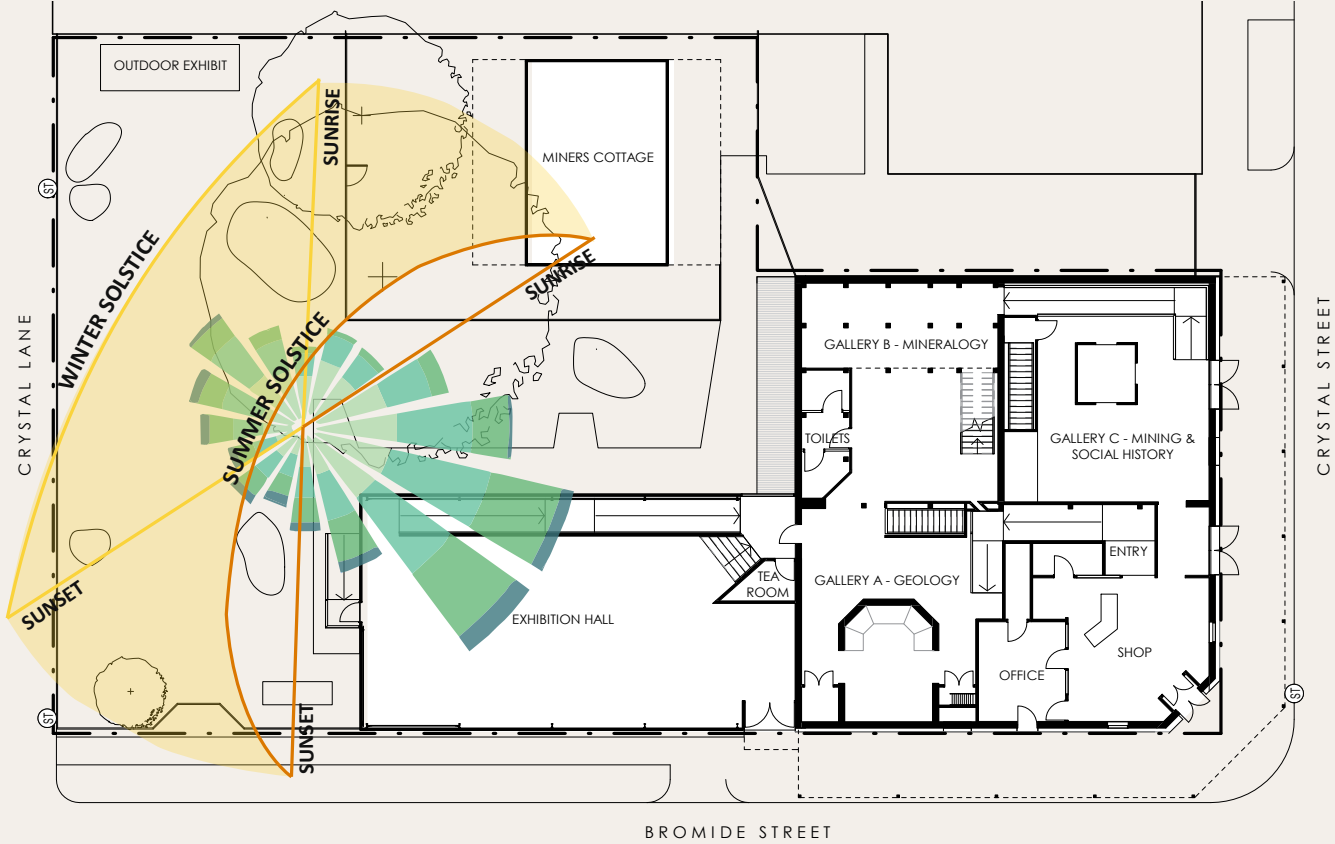 OUTDOOR EXHIBIT
SUNRISE
MINERS COTTAGE
ST
WINTER SOLSTICE
SUNRISE
CRYSTAL LANE
SUMMER SOLSTICE
GALLERY B - MINERALOGY
CRYSTAL STREET
TOILETS
GALLERY C - MINING &
SOCIAL HISTORY
ENTRY
TEA
ROOM
GALLERY A - GEOLOGY
SUNSET
EXHIBITION HALL
SHOP
OFFICE
ST
ST
SUNSET
BROMIDE STREET